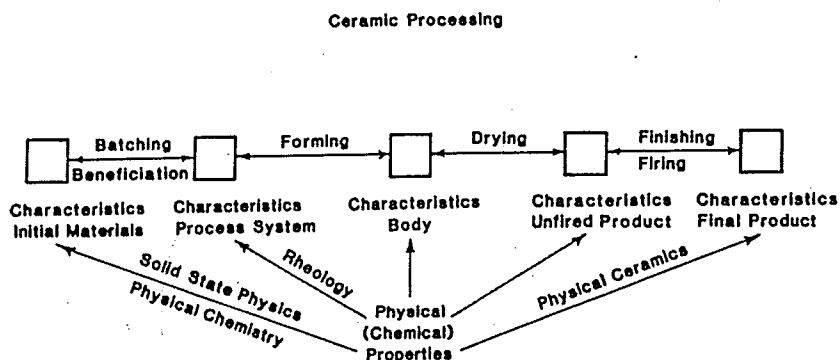 Ceramic Processing
Batching
Beneficiation
Forming
Drying
Finishing
Firing
Characteristics
Initial Materials
Characteristics
Process System
Characteristics
Body
Characteristics
Unfired Product
Characteristics
Final Product
Solid State Physics
Physical Chemistry
Rheology
Physical Ceramics
Physical
(Chemical)
Properties